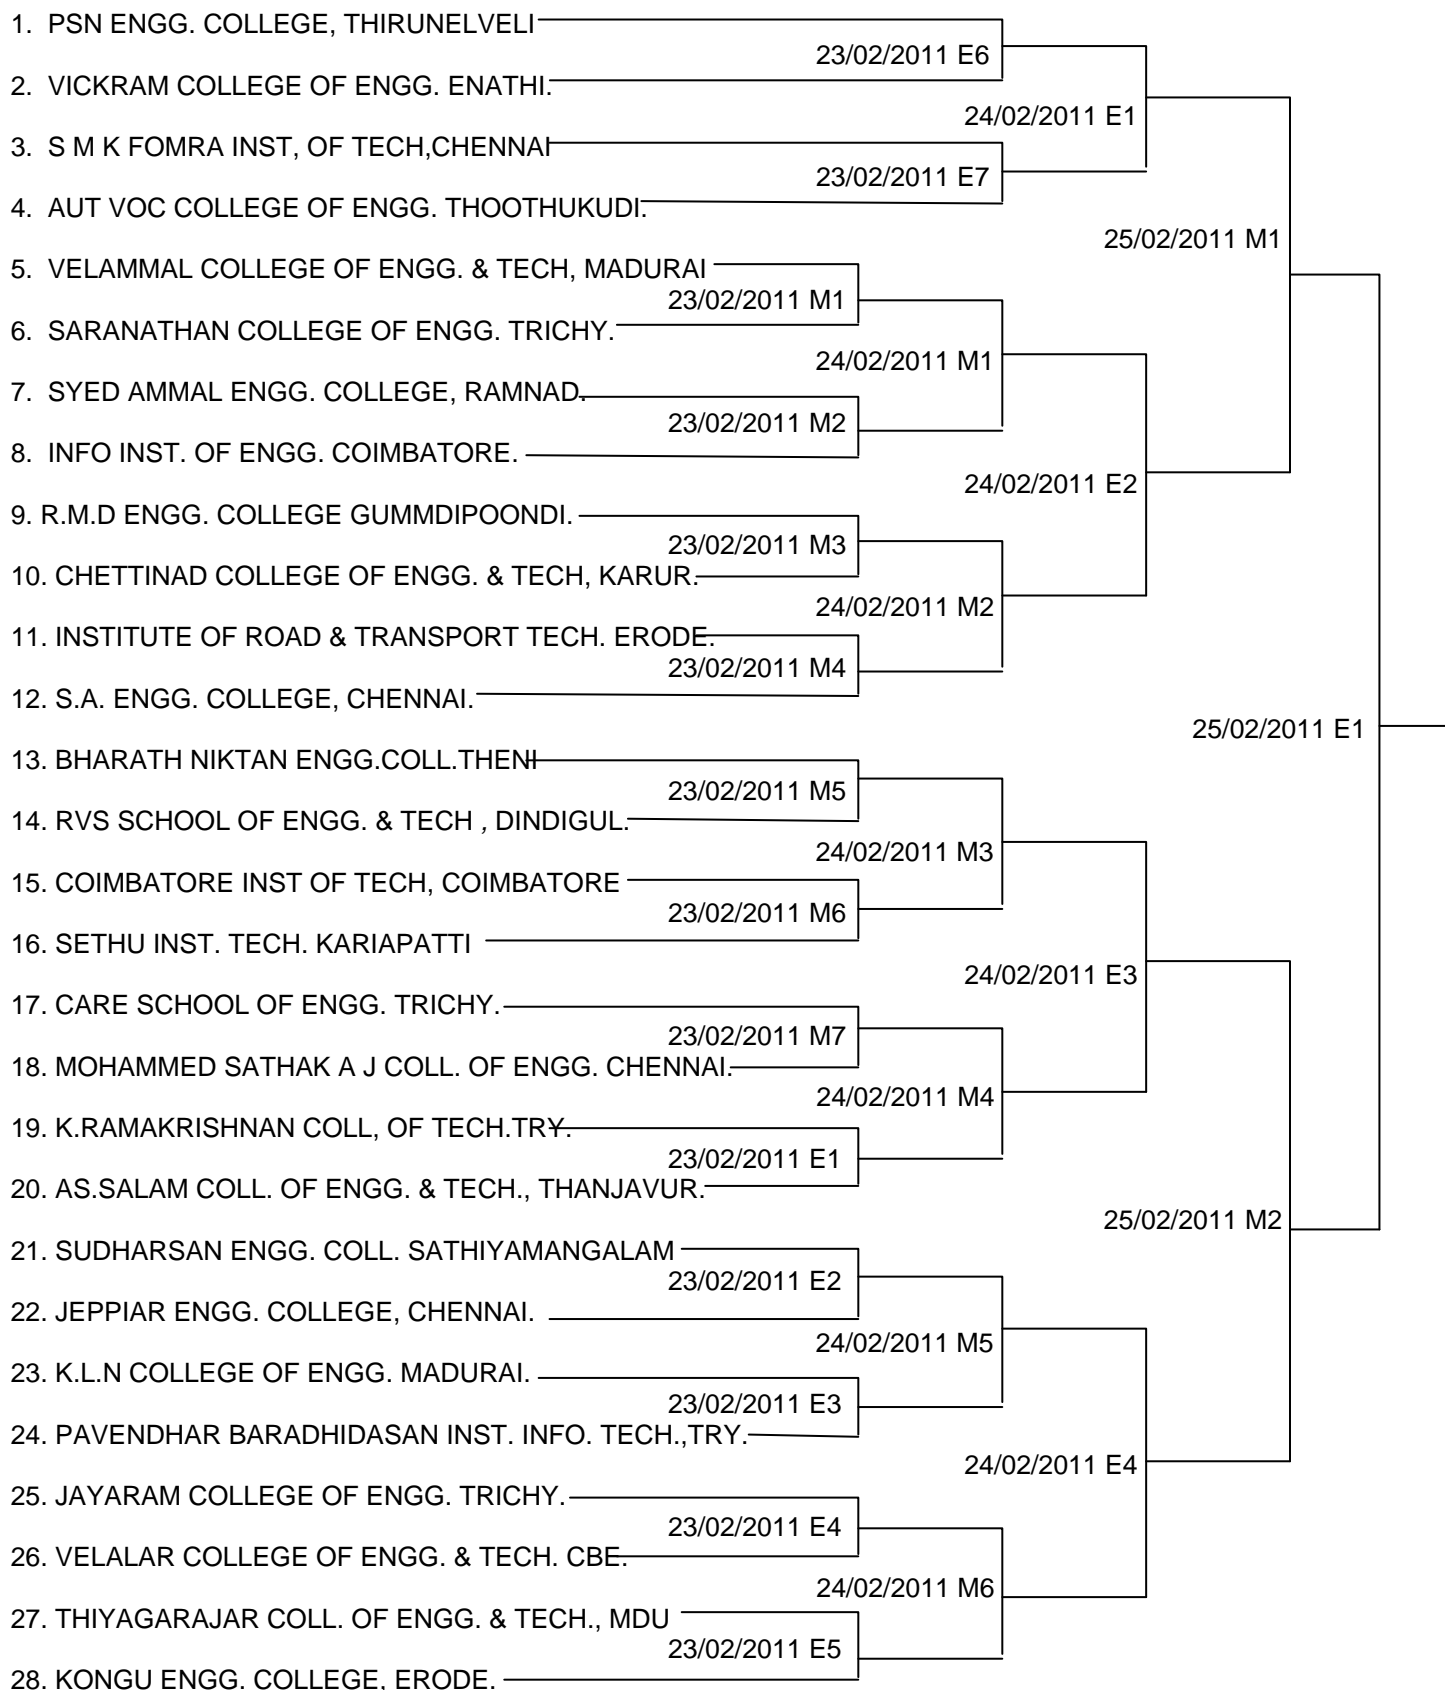 1. PSN ENGG. COLLEGE, THIRUNELVELI
23/02/2011 E6
2. VICKRAM COLLEGE OF ENGG. ENATHI.
24/02/2011 E1
3. S M K FOMRA INST, OF TECH,CHENNAI
23/02/2011 E7
4. AUT VOC COLLEGE OF ENGG. THOOTHUKUDI.
25/02/2011 M1
5. VELAMMAL COLLEGE OF ENGG. & TECH, MADURAI
23/02/2011 M1
6. SARANATHAN COLLEGE OF ENGG. TRICHY.
24/02/2011 M1
7. SYED AMMAL ENGG. COLLEGE, RAMNAD.
23/02/2011 M2
8. INFO INST. OF ENGG. COIMBATORE.
24/02/2011 E2
9. R.M.D ENGG. COLLEGE GUMMDIPOONDI.
23/02/2011 M3
10. CHETTINAD COLLEGE OF ENGG. & TECH, KARUR.
24/02/2011 M2
11. INSTITUTE OF ROAD & TRANSPORT TECH. ERODE.
23/02/2011 M4
12. S.A. ENGG. COLLEGE, CHENNAI.
25/02/2011 E1
13. BHARATH NIKTAN ENGG.COLL.THENI
23/02/2011 M5
14. RVS SCHOOL OF ENGG. & TECH , DINDIGUL.
24/02/2011 M3
15. COIMBATORE INST OF TECH, COIMBATORE
23/02/2011 M6
16. SETHU INST. TECH. KARIAPATTI
24/02/2011 E3
17. CARE SCHOOL OF ENGG. TRICHY.
23/02/2011 M7
18. MOHAMMED SATHAK A J COLL. OF ENGG. CHENNAI.
24/02/2011 M4
19. K.RAMAKRISHNAN COLL, OF TECH.TRY.
23/02/2011 E1
20. AS.SALAM COLL. OF ENGG. & TECH., THANJAVUR.
25/02/2011 M2
21. SUDHARSAN ENGG. COLL. SATHIYAMANGALAM
23/02/2011 E2
22. JEPPIAR ENGG. COLLEGE, CHENNAI.
24/02/2011 M5
23. K.L.N COLLEGE OF ENGG. MADURAI.
23/02/2011 E3
24. PAVENDHAR BARADHIDASAN INST. INFO. TECH.,TRY.
24/02/2011 E4
25. JAYARAM COLLEGE OF ENGG. TRICHY.
23/02/2011 E4
26. VELALAR COLLEGE OF ENGG. & TECH. CBE.
24/02/2011 M6
27. THIYAGARAJAR COLL. OF ENGG. & TECH., MDU
23/02/2011 E5
28. KONGU ENGG. COLLEGE, ERODE.